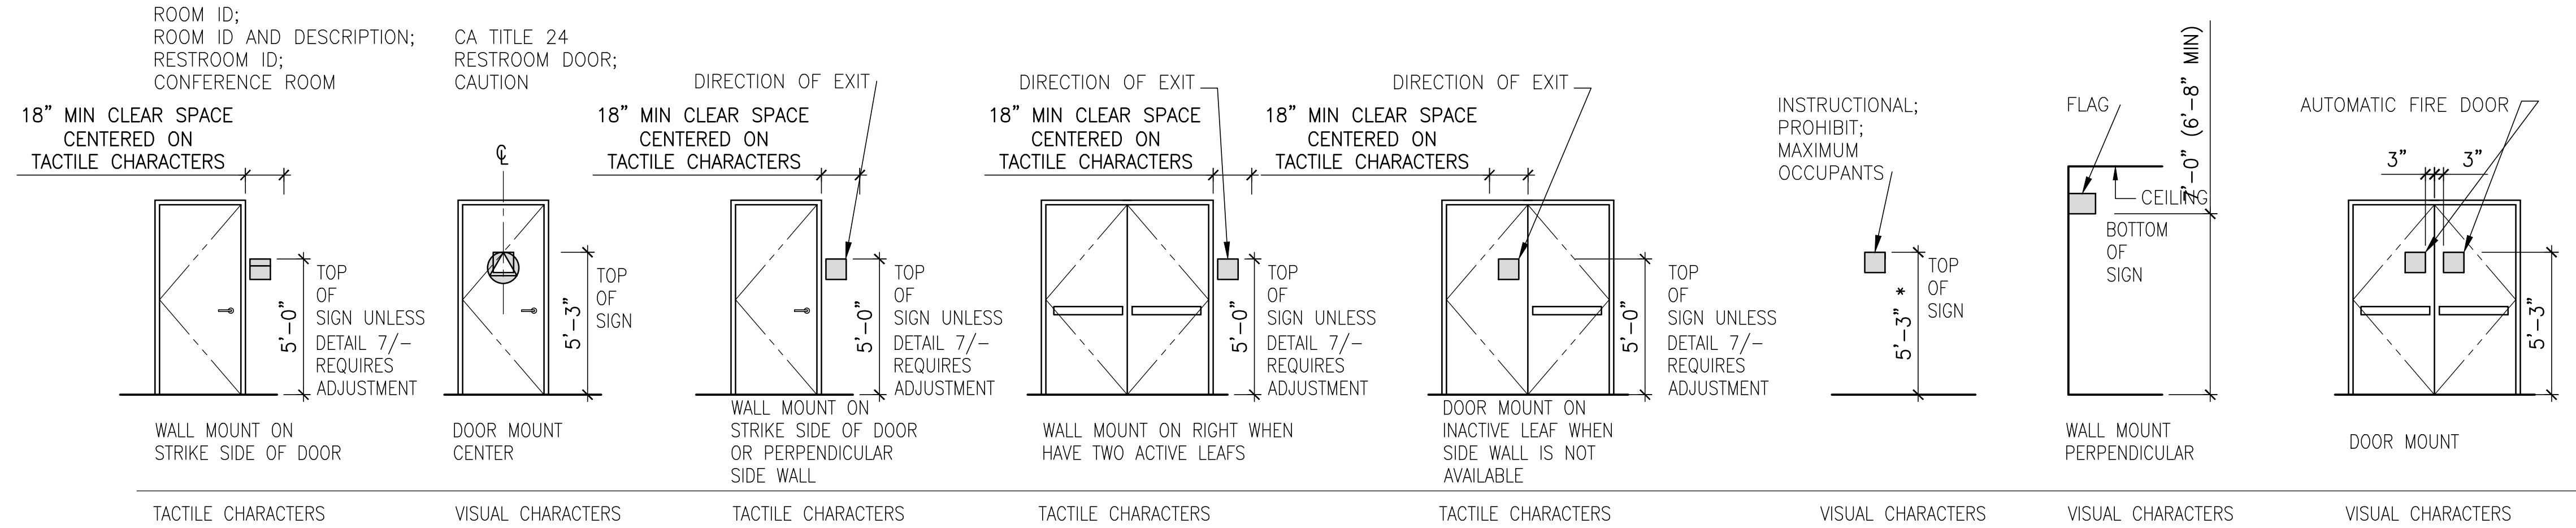 ROOM ID;
ROOM ID AND DESCRIPTION;
RESTROOM ID;
CONFERENCE ROOM
18" MIN CLEAR SPACE
CENTERED ON
TACTILE CHARACTERS
5'-0"
TOP
OF
SIGN UNLESS
DETAIL 7/-
REQUIRES
ADJUSTMENT
WALL MOUNT ON
STRIKE SIDE OF DOOR
TACTILE CHARACTERS
CA TITLE 24
RESTROOM DOOR;
CAUTION
℄
5'-3"
TOP
OF
SIGN
DOOR MOUNT
CENTER
VISUAL CHARACTERS
DIRECTION OF EXIT
18" MIN CLEAR SPACE
CENTERED ON
TACTILE CHARACTERS
5'-0"
TOP
OF
SIGN UNLESS
DETAIL 7/-
REQUIRES
ADJUSTMENT
WALL MOUNT ON
STRIKE SIDE OF DOOR
OR PERPENDICULAR
SIDE WALL
TACTILE CHARACTERS
DIRECTION OF EXIT
18" MIN CLEAR SPACE
CENTERED ON
TACTILE CHARACTERS
5'-0"
TOP
OF
SIGN UNLESS
DETAIL 7/-
REQUIRES
ADJUSTMENT
WALL MOUNT ON RIGHT WHEN
HAVE TWO ACTIVE LEAFS
TACTILE CHARACTERS
DIRECTION OF EXIT
18" MIN CLEAR SPACE
CENTERED ON
TACTILE CHARACTERS
5'-0"
TOP
OF
SIGN UNLESS
DETAIL 7/-
REQUIRES
ADJUSTMENT
DOOR MOUNT ON
INACTIVE LEAF WHEN
SIDE WALL IS NOT
AVAILABLE
TACTILE CHARACTERS
INSTRUCTIONAL;
PROHIBIT;
MAXIMUM
OCCUPANTS
5'-3" *
TOP
OF
SIGN
VISUAL CHARACTERS
FLAG
7'-0" (6'-8" MIN)
CEILING
BOTTOM
OF
SIGN
WALL MOUNT
PERPENDICULAR
VISUAL CHARACTERS
AUTOMATIC FIRE DOOR
3" 3"
5'-3"
DOOR MOUNT
VISUAL CHARACTERS